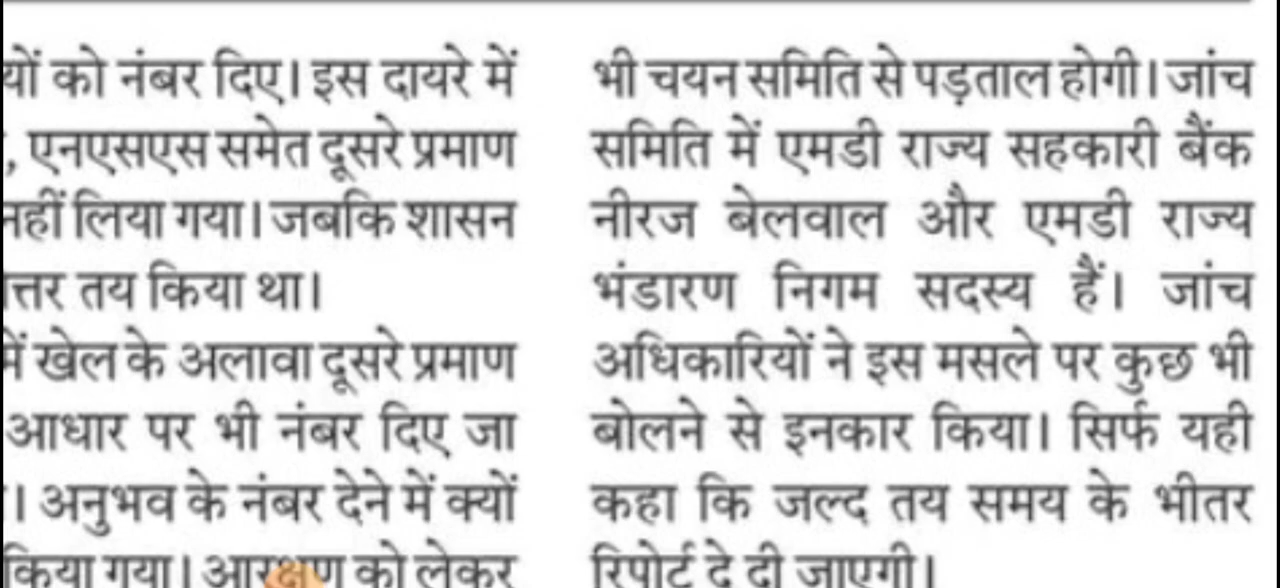 यों को नंबर दिए। इस दायरे में
, एनएसएस समेत दूसरे प्रमाण
नहीं लिया गया। जबकि शासन
त्तर तय किया था।
में खेल के अलावा दूसरे प्रमाण
आधार पर भी नंबर दिए जा
। अनुभव के नंबर देने में क्यों
किया गया। आरक्षण को लेकर
भी चयन समिति से पड़ताल होगी। जांच
समिति में एमडी राज्य सहकारी बैंक
नीरज बेलवाल और एमडी राज्य
भंडारण निगम सदस्य हैं। जांच
अधिकारियों ने इस मसले पर कुछ भी
बोलने से इनकार किया। सिर्फ यही
कहा कि जल्द तय समय के भीतर
रिपोर्ट दे दी जाएगी।